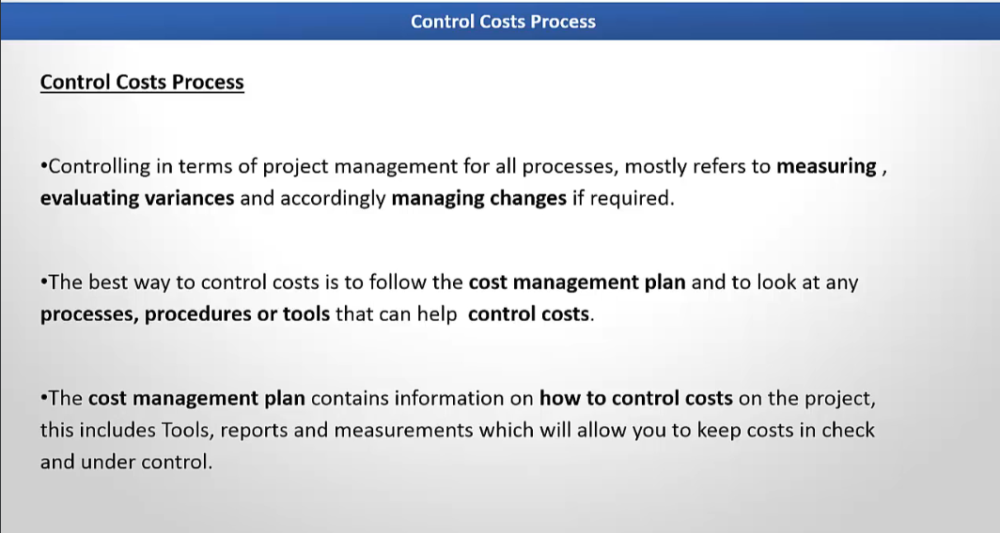 Control Costs Process
Control Costs Process
•Controlling in terms of project management for all processes, mostly refers to measuring ,
evaluating variances and accordingly managing changes if required.
•The best way to control costs is to follow the cost management plan and to look at any
processes, procedures or tools that can help  control costs.
•The cost management plan contains information on how to control costs on the project,
this includes Tools, reports and measurements which will allow you to keep costs in check
and under control.